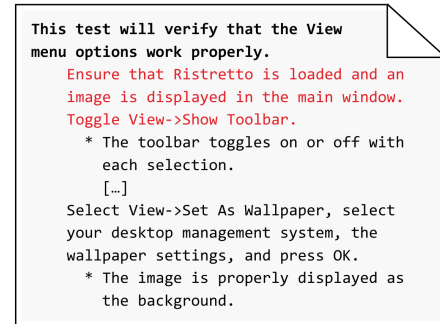 This test will verify that the View
menu options work properly.
Ensure that Ristretto is loaded and an
image is displayed in the main window.
Toggle View->Show Toolbar.
* The toolbar toggles on or off with
each selection.
[…]
Select View->Set As Wallpaper, select
your desktop management system, the
wallpaper settings, and press OK.
* The image is properly displayed as
the background.